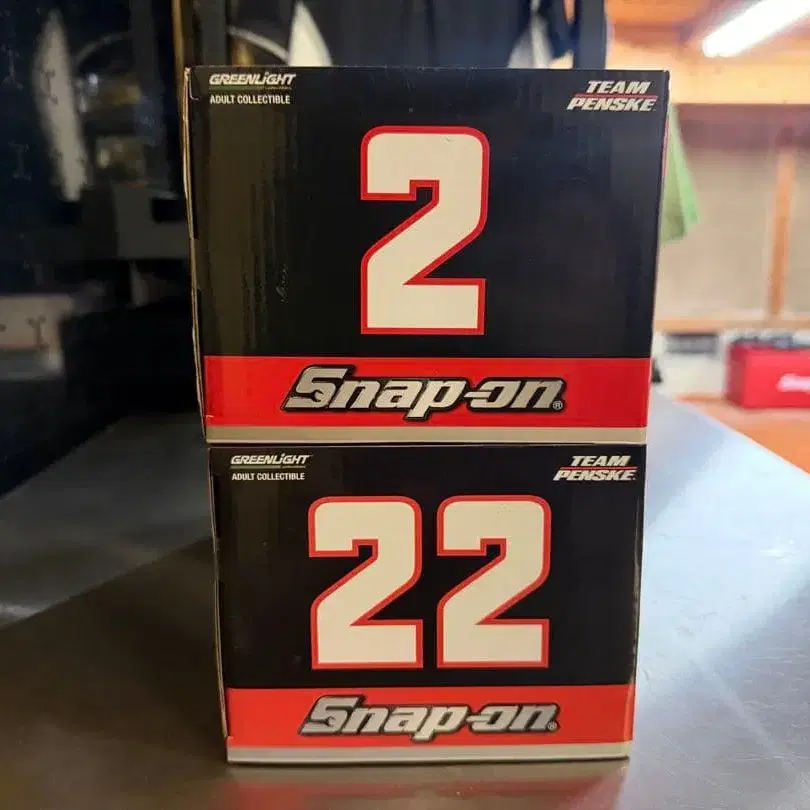 GREENLiGHT
ADULT COLLECTIBLE
TEAM
PENSKE
2
Snap-on®
GREENLiGHT
ADULT COLLECTIBLE
TEAM
PENSKE
22
Snap-on®